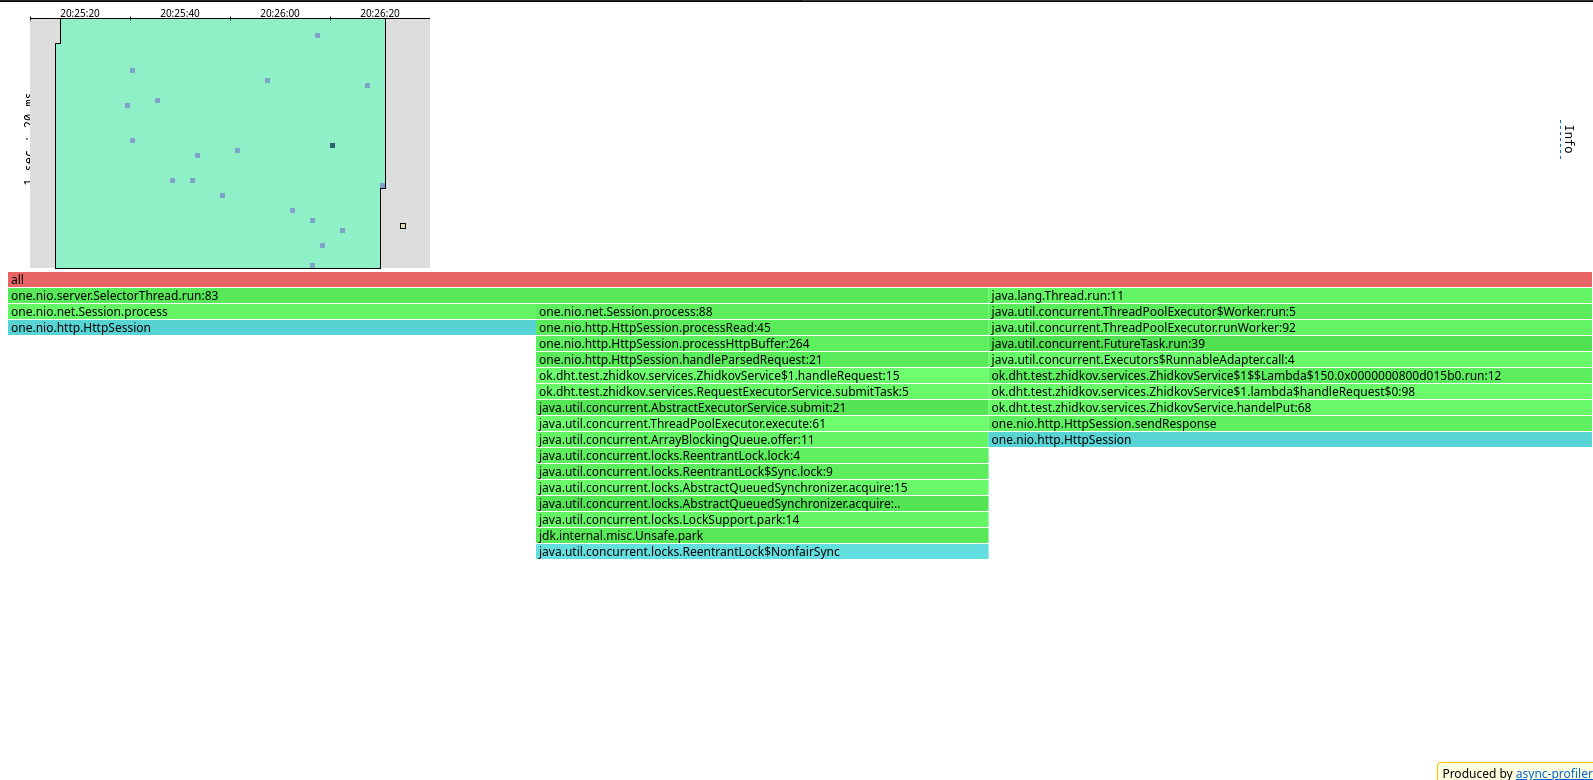 20:25:20 20:25:40 20:26:00 20:26:20
1 sec : 20 ms
Info
all
one.nio.server.SelectorThread.run:83 java.lang.Thread.run:11
one.nio.net.Session.process one.nio.net.Session.process:88 java.util.concurrent.ThreadPoolExecutor$Worker.run:5
one.nio.http.HttpSession one.nio.http.HttpSession.processRead:45 java.util.concurrent.ThreadPoolExecutor.runWorker:92
one.nio.http.HttpSession.processHttpBuffer:264 java.util.concurrent.FutureTask.run:39
one.nio.http.HttpSession.handleParsedRequest:21 java.util.concurrent.Executors$RunnableAdapter.call:4
ok.dht.test.zhidkov.services.ZhidkovService$1.handleRequest:15 ok.dht.test.zhidkov.services.ZhidkovService$1$$Lambda$150.0x0000000800d015b0.run:12
ok.dht.test.zhidkov.services.RequestExecutorService.submitTask:5 ok.dht.test.zhidkov.services.ZhidkovService$1.lambda$handleRequest$0:98
java.util.concurrent.AbstractExecutorService.submit:21 ok.dht.test.zhidkov.services.ZhidkovService.handelPut:68
java.util.concurrent.ThreadPoolExecutor.execute:61 one.nio.http.HttpSession.sendResponse
java.util.concurrent.ArrayBlockingQueue.offer:11 one.nio.http.HttpSession
java.util.concurrent.locks.ReentrantLock.lock:4
java.util.concurrent.locks.ReentrantLock$Sync.lock:9
java.util.concurrent.locks.AbstractQueuedSynchronizer.acquire:15
java.util.concurrent.locks.AbstractQueuedSynchronizer.acquire:..
java.util.concurrent.locks.LockSupport.park:14
jdk.internal.misc.Unsafe.park
java.util.concurrent.locks.ReentrantLock$NonfairSync
Produced by async-profiler